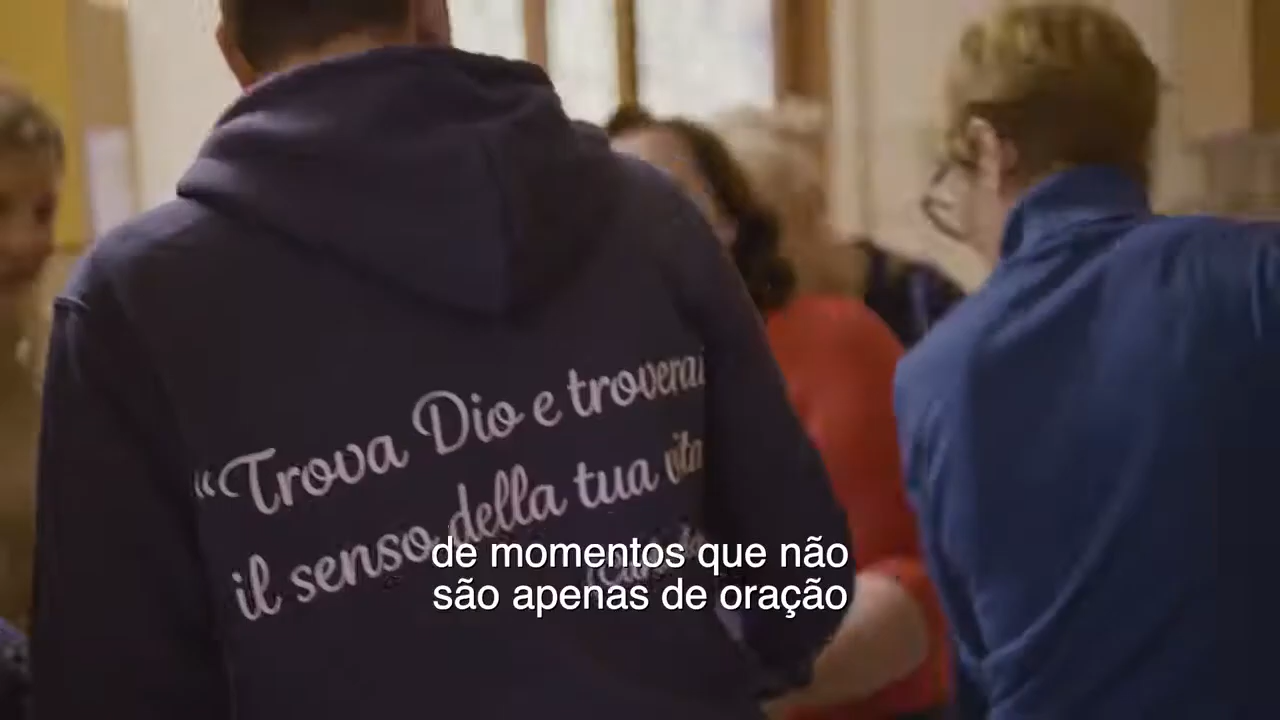 “Trova Dio e troverai
il senso della tua vita
de momentos que não
são apenas de oração